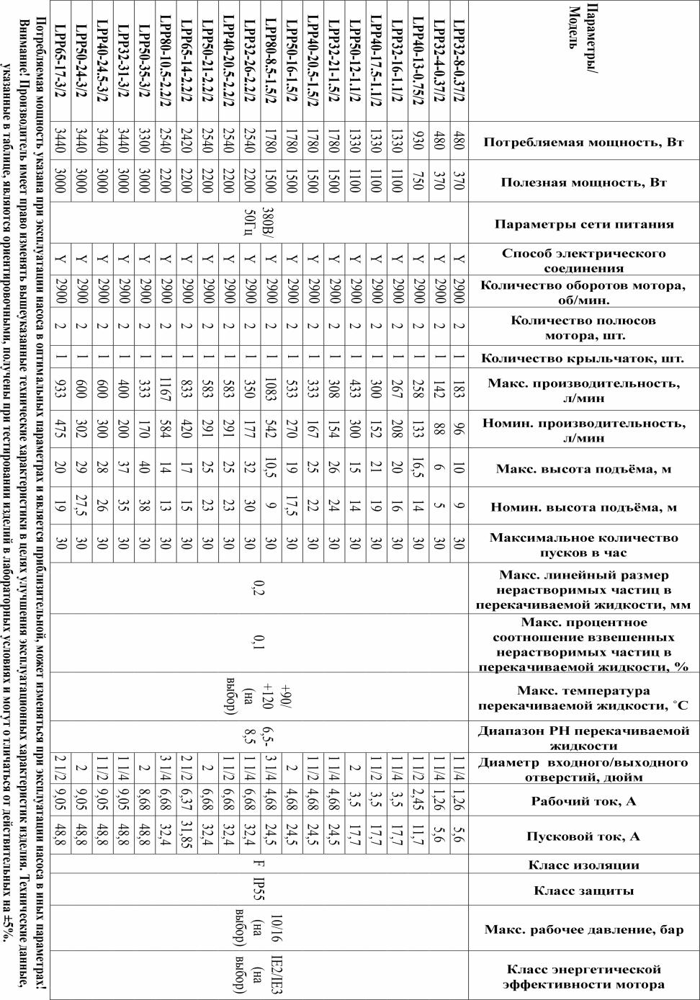 Параметры/
Модель
Потребляемая мощность, Вт
Полезная мощность, Вт
Параметры сети питания
Способ электрического
соединения
Количество оборотов мотора,
об/мин.
Количество полюсов
мотора, шт.
Количество крыльчаток, шт.
Макс. производительность,
л/мин
Номин. производительность,
л/мин
Макс. высота подъёма, м
Номин. высота подъёма, м
Максимальное количество
пусков в час
Макс. линейный размер
нерастворимых частиц в
перекачиваемой жидкости, мм
Макс. процентное
соотношение взвешенных
нерастворимых частиц в
перекачиваемой жидкости, %
Макс. температура
перекачиваемой жидкости, ˚С
Диапазон РН перекачиваемой
жидкости
Диаметр входного/выходного
отверстий, дюйм
Рабочий ток, А
Пусковой ток, А
Класс изоляции
Класс защиты
Макс. рабочее давление, бар
Класс энергетической
эффективности мотора
LPP32-8-0.37/2 480 370 Y 2900 2 1 183 96 10 9 30 1 1/4 1,26 5,6
LPP32-4-0.37/2 480 370 Y 2900 2 1 142 88 6 5 30 1 1/4 1,26 5,6
LPP40-13-0.75/2 930 750 Y 2900 2 1 258 133 16,5 14 30 1 1/2 2,45 11,7
LPP32-16-1.1/2 1330 1100 Y 2900 2 1 267 208 20 16 30 1 1/4 3,5 17,7
LPP40-17.5-1.1/2 1330 1100 Y 2900 2 1 300 152 21 19 30 1 1/2 3,5 17,7
LPP50-12-1.1/2 1330 1100 Y 2900 2 1 433 300 15 14 30 2 3,5 17,7
LPP32-21-1.5/2 1780 1500 Y 2900 2 1 308 154 26 24 30 1 1/4 4,68 24,5
LPP40-20.5-1.5/2 1780 1500 Y 2900 2 1 333 167 25 22 30 1 1/2 4,68 24,5
LPP50-16-1.5/2 1780 1500 Y 2900 2 1 533 270 19 17,5 30 2 4,68 24,5
LPP80-8.5-1.5/2 1780 1500 Y 2900 2 1 1083 542 10,5 9 30 3 1/4 4,68 24,5
LPP32-26-2.2/2 2540 2200 Y 2900 2 1 350 177 32 30 30 1 1/4 6,68 32,4
LPP40-20.5-2.2/2 2540 2200 Y 2900 2 1 583 291 25 23 30 1 1/2 6,68 32,4
LPP50-21-2.2/2 2540 2200 Y 2900 2 1 583 291 25 23 30 2 6,68 32,4
LPP65-14-2.2/2 2420 2200 Y 2900 2 1 833 420 17 15 30 2 1/2 6,37 31,85
LPP80-10.5-2.2/2 2540 2200 Y 2900 2 1 1167 584 14 13 30 3 1/4 6,68 32,4
LPP50-35-3/2 3300 3000 Y 2900 2 1 333 170 40 38 30 2 8,68 48,8
LPP32-31-3/2 3440 3000 Y 2900 2 1 400 200 37 35 30 1 1/4 9,05 48,8
LPP40-24.5-3/2 3440 3000 Y 2900 2 1 600 300 28 26 30 1 1/2 9,05 48,8
LPP50-24-3/2 3440 3000 Y 2900 2 1 600 302 29 27,5 30 2 9,05 48,8
LPP65-17-3/2 3440 3000 Y 2900 2 1 933 475 20 19 30 2 1/2 9,05 48,8
380В/
50Гц
0,2
0,1
+90/
+120
(на
выбор)
6,5-
8,5
F
IP55
10/16
(на
выбор)
IE2/IE3
(на
выбор)
Потребляемая мощность указана при эксплуатации насоса в оптимальных параметрах и является приблизительной, может изменяться при эксплуатации насоса в иных параметрах!
Внимание! Производитель имеет право изменять вышеуказанные технические характеристики в целях улучшения эксплуатационных характеристик изделия. Технические данные,
указанные в таблице, являются ориентировочными, получены при тестировании изделий в лабораторных условиях и могут о тличаться от действительных на ±5%.